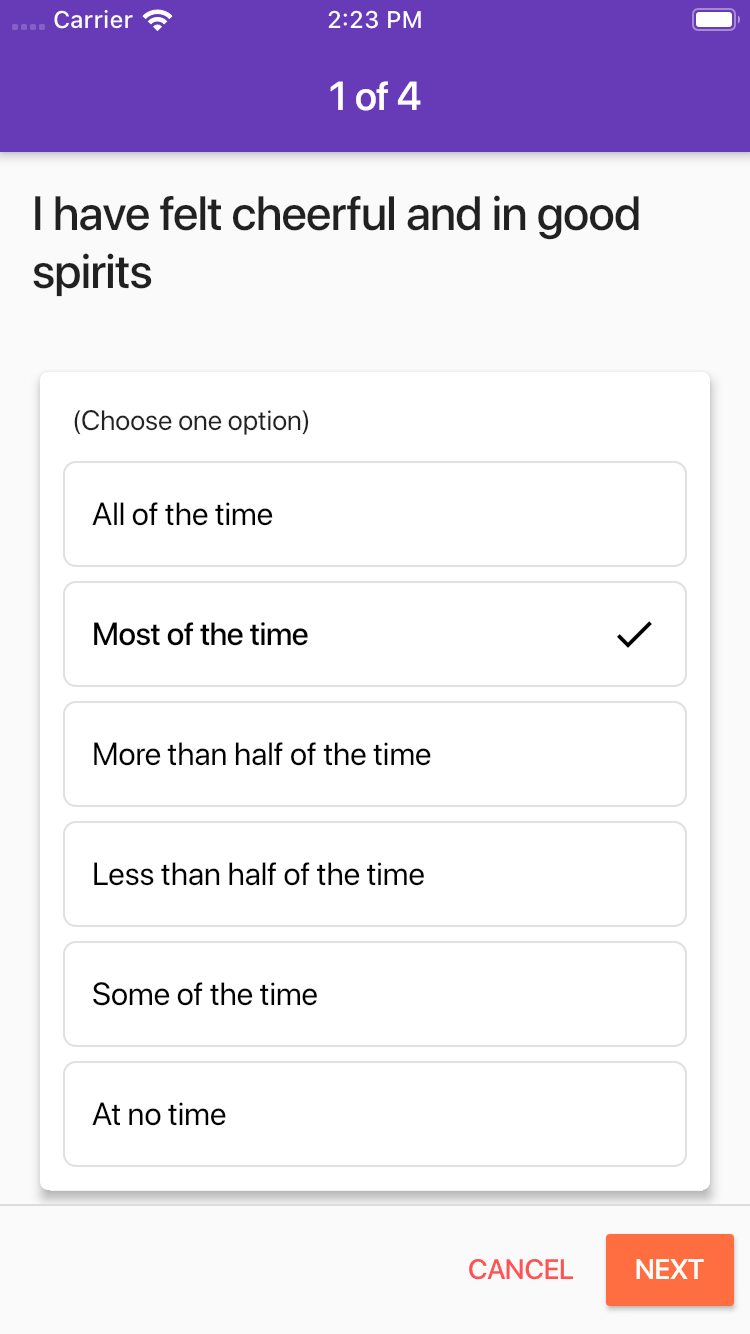 Carrier 2:23 PM
1 of 4
I have felt cheerful and in good
spirits
(Choose one option)
All of the time
Most of the time
More than half of the time
Less than half of the time
Some of the time
At no time
CANCEL NEXT